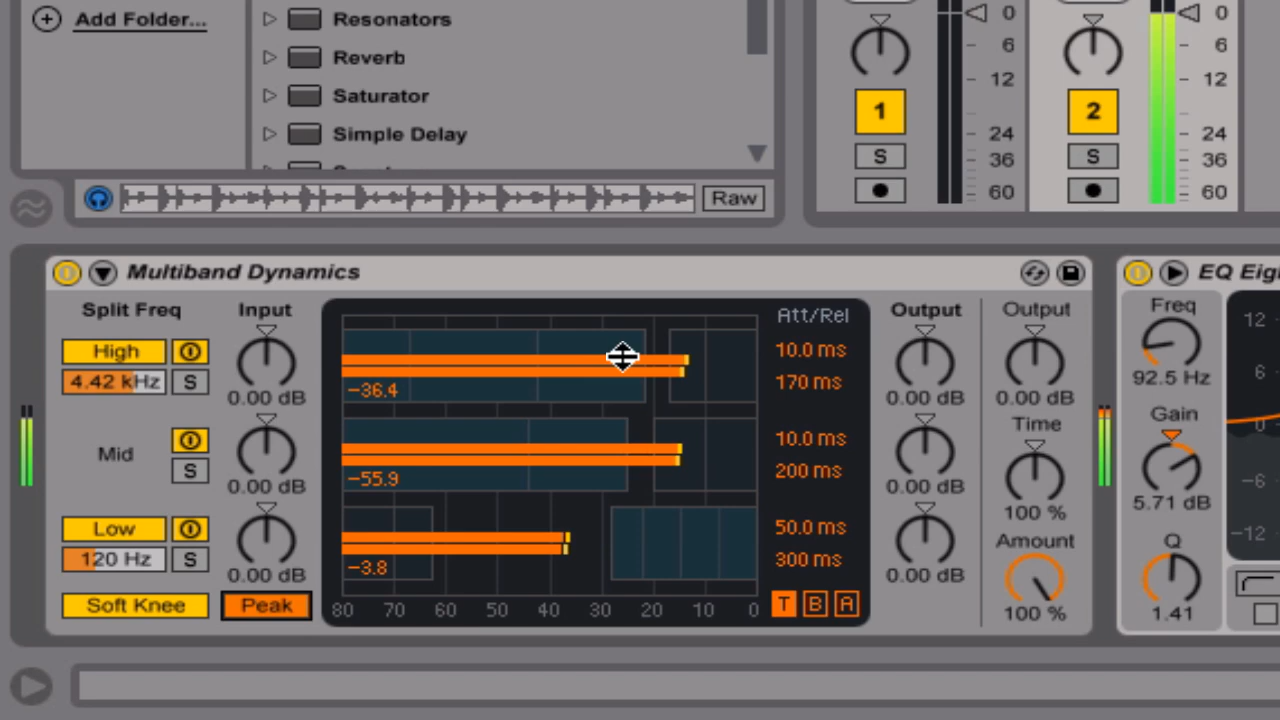 Add Folder...
Resonators
Reverb
Saturator
Simple Delay
Raw
0
6
12
24
36
60
1
S
0
6
12
24
36
60
2
S
Multiband Dynamics
Split Freq
Input
High
4.42 kHz
S
0.00 dB
Mid
S
0.00 dB
Low
120 Hz
S
0.00 dB
Soft Knee
Peak
−36.4
−55.9
−3.8
80 70 60 50 40 30 20 10 0
Att/Rel
10.0 ms
170 ms
10.0 ms
200 ms
50.0 ms
300 ms
T B A
Output
0.00 dB
0.00 dB
0.00 dB
Output
0.00 dB
Time
100 %
Amount
100 %
Freq
92.5 Hz
Gain
5.71 dB
Q
1.41
12
6
0
−6
−12